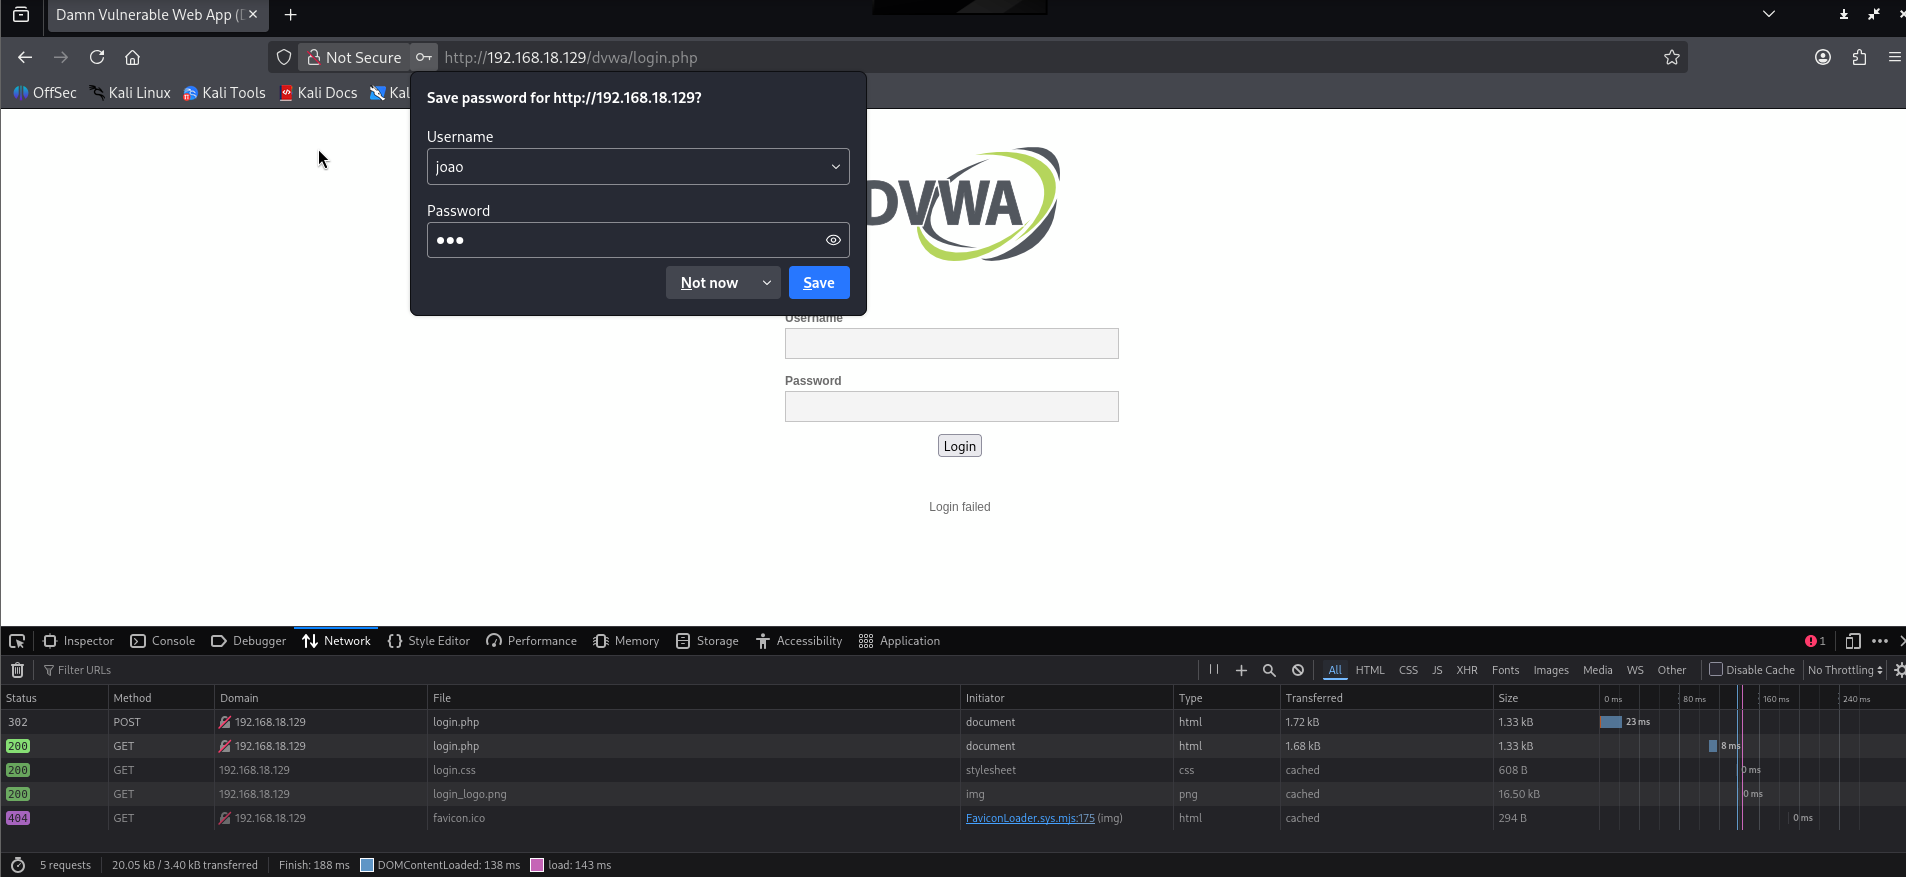 Damn Vulnerable Web App (D
Not Secure http://192.168.18.129/dvwa/login.php
OffSec Kali Linux Kali Tools Kali Docs Kal
Save password for http://192.168.18.129?
Username
joao
Password
●●●
Not now Save
DVWA
Username
Password
Login
Login failed
Inspector Console Debugger Network Style Editor Performance Memory Storage Accessibility Application 1
Filter URLs All HTML CSS JS XHR Fonts Images Media WS Other Disable Cache No Throttling
Status Method Domain File Initiator Type Transferred Size 0 ms 80 ms 160 ms 240 ms
302 POST 192.168.18.129 login.php document html 1.72 kB 1.33 kB 23 ms
200 GET 192.168.18.129 login.php document html 1.68 kB 1.33 kB 8 ms
200 GET 192.168.18.129 login.css stylesheet css cached 608 B 0 ms
200 GET 192.168.18.129 login_logo.png img png cached 16.50 kB 0 ms
404 GET 192.168.18.129 favicon.ico FaviconLoader.sys.mjs:175 (img) html cached 294 B 0 ms
5 requests 20.05 kB / 3.40 kB transferred Finish: 188 ms DOMContentLoaded: 138 ms load: 143 ms